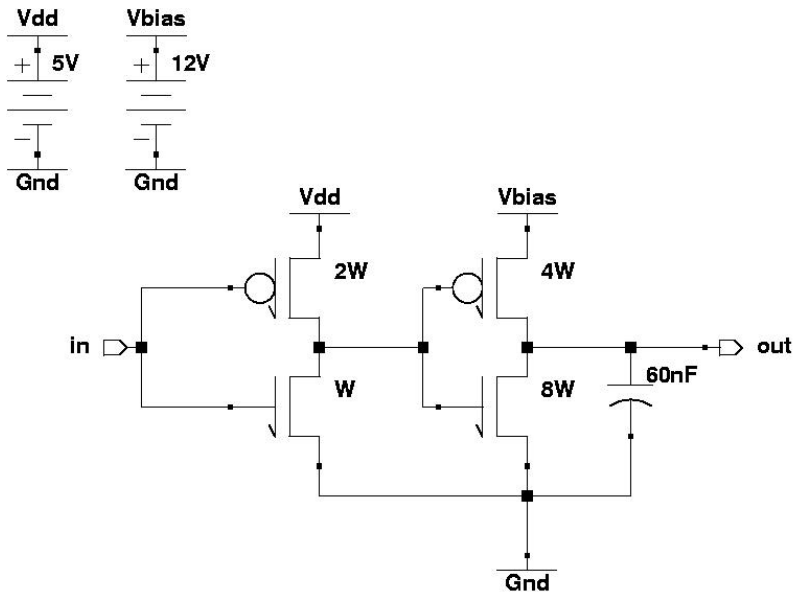 Vdd Vbias
+ 5V + 12V
− −
Gnd Gnd
Vdd Vbias
2W 4W
in out
W 8W 60nF
Gnd